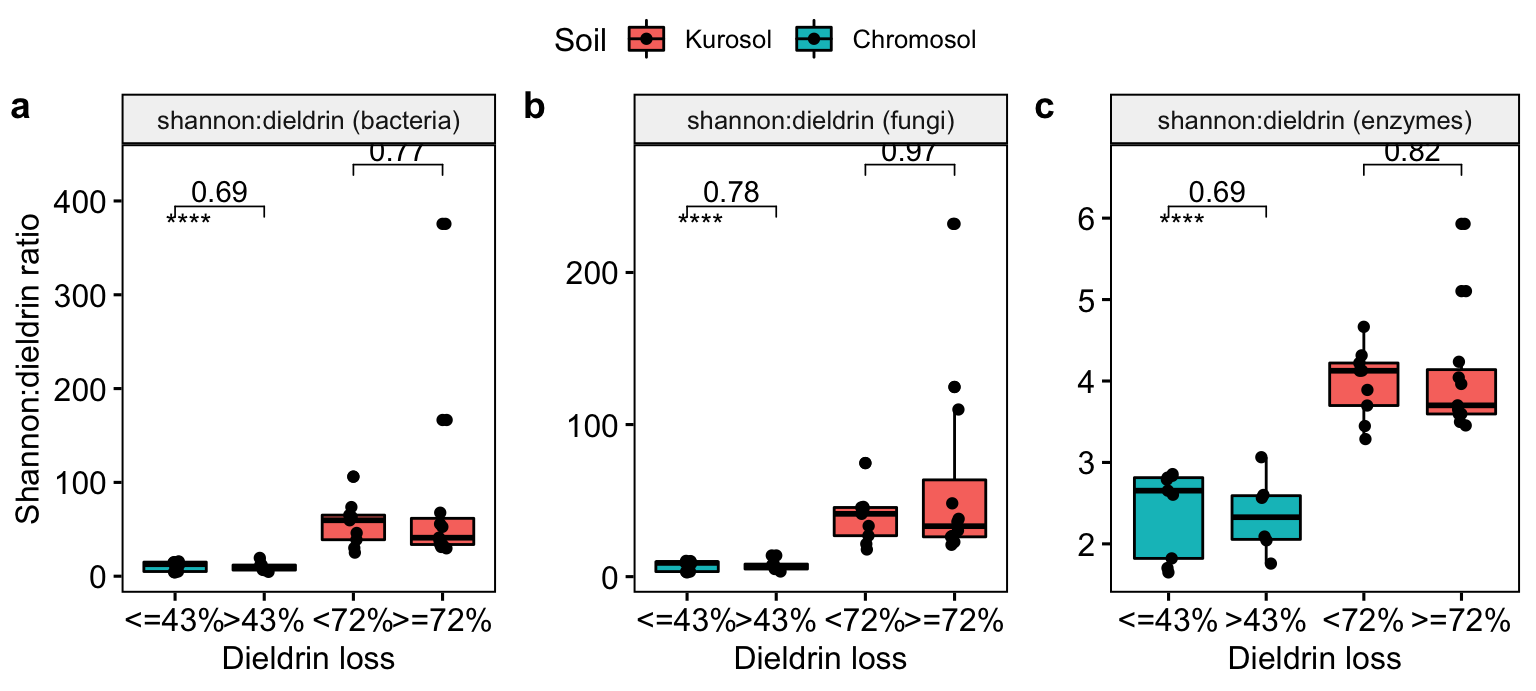 Soil Kurosol Chromosol
a b c
shannon:dieldrin (bacteria) shannon:dieldrin (fungi) shannon:dieldrin (enzymes)
Shannon:dieldrin ratio
0.77
0.69
****
400
300
200
100
0
<=43% >43% <72% >=72%
Dieldrin loss
0.97
0.78
****
200
100
0
<=43% >43% <72% >=72%
Dieldrin loss
0.82
0.69
****
6
5
4
3
2
<=43% >43% <72% >=72%
Dieldrin loss